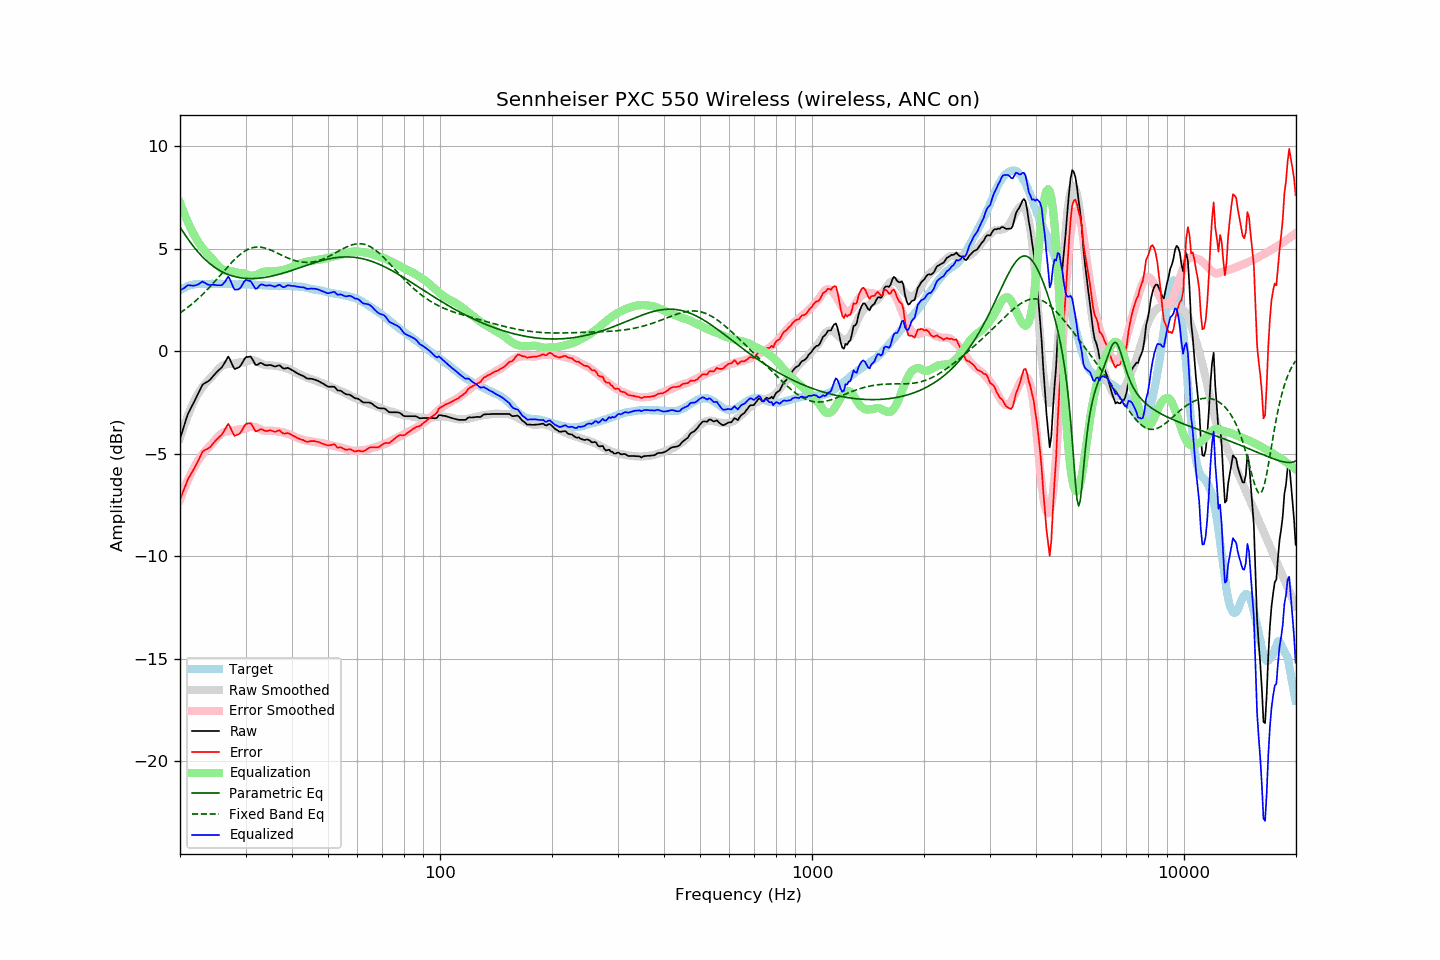 Sennheiser PXC 550 Wireless (wireless, ANC on)
10
5
0
−5
−10
−15
−20
Amplitude (dBr)
Target
Raw Smoothed
Error Smoothed
Raw
Error
Equalization
Parametric Eq
Fixed Band Eq
Equalized
100
1000
10000
Frequency (Hz)